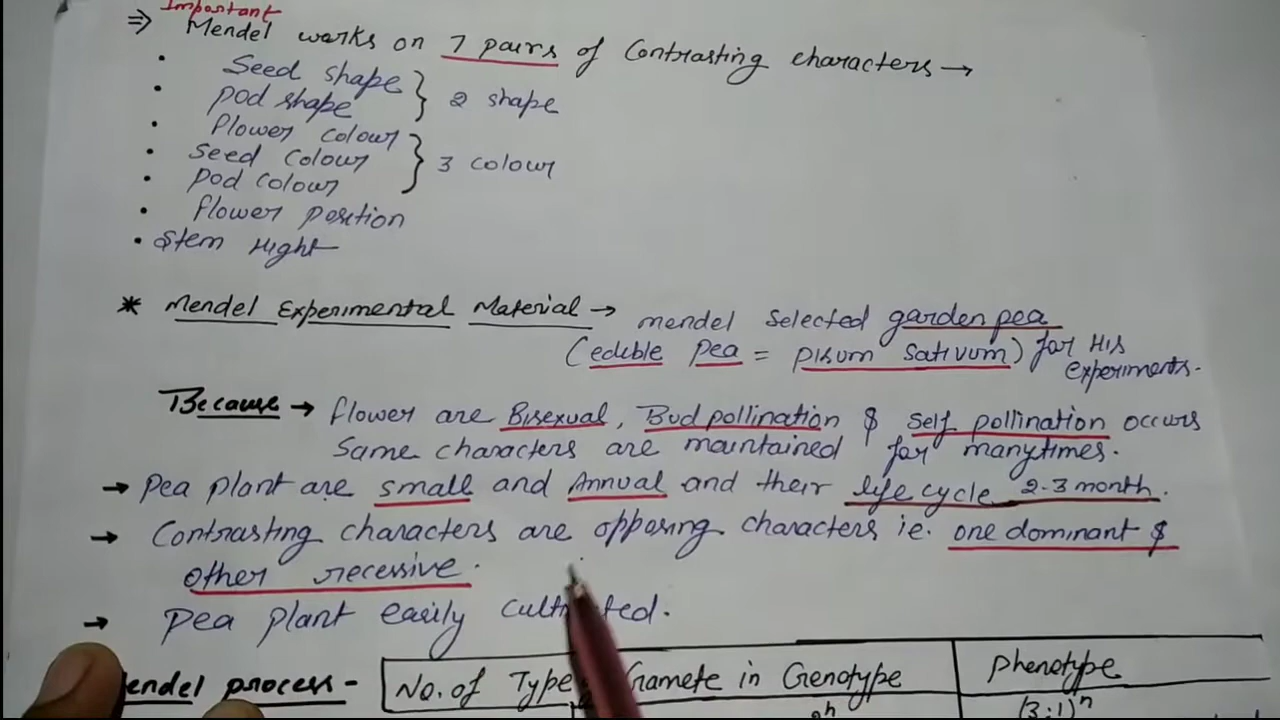 Important
⇒ Mendel works on 7 pairs of Contrasting characters →
• Seed shape
• Pod shape } 2 shape
• Flower colour
• Seed colour } 3 colour
• Pod colour
• flower position
• Stem Hight
* Mendel Experimental Material → mendel selected garden pea
(edible pea = pisum sativum) for His
experiments.
Because → flower are Bisexual, Bud pollination & self pollination occurs
Same characters are maintained for manytimes.
→ Pea plant are small and Annual and their life cycle 2-3 month.
→ Contrasting characters are opposing characters ie. one dominant &
other recessive.
→ Pea plant easily
endel process - No. of Type Gamete in Genotype Phenotype
(3:1)ⁿ